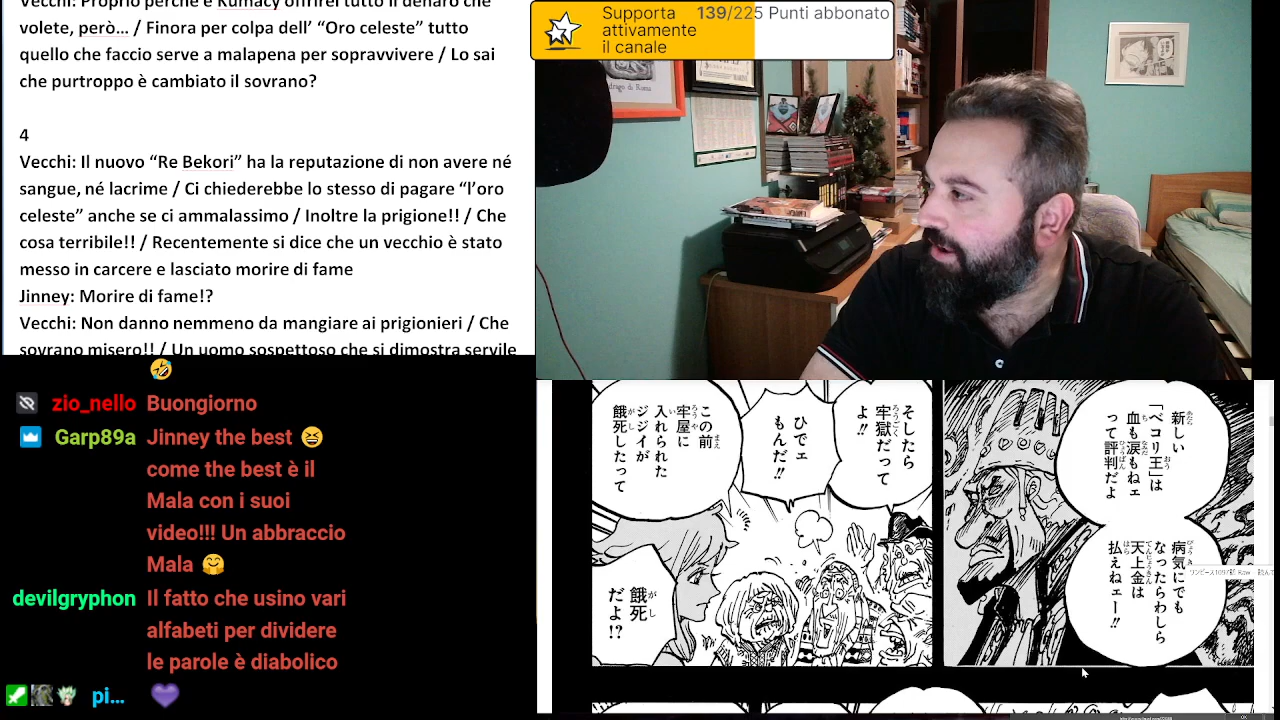 Vecchi: Proprio perché è Kumacy offrirei tutto il denaro che
volete, però… / Finora per colpa dell’ “Oro celeste” tutto
quello che faccio serve a malapena per sopravvivere / Lo sai
che purtroppo è cambiato il sovrano?
4
Vecchi: Il nuovo “Re Bekori” ha la reputazione di non avere né
sangue, né lacrime / Ci chiederebbe lo stesso di pagare “l’oro
celeste” anche se ci ammalassimo / Inoltre la prigione!! / Che
cosa terribile!! / Recentemente si dice che un vecchio è stato
messo in carcere e lasciato morire di fame
Jinney: Morire di fame!?
Vecchi: Non danno nemmeno da mangiare ai prigionieri / Che
sovrano misero!! / Un uomo sospettoso che si dimostra servile
Supporta
attivamente
il canale
139/225 Punti abbonato
zio_nello Buongiorno
Garp89a Jinney the best
come the best è il
Mala con i suoi
video!!! Un abbraccio
Mala
devilgryphon Il fatto che usino vari
alfabeti per dividere
le parole è diabolico
pi...
新しい
「ベコリ王」は
血も涙もねェ
って評判だよ
病気にでも
なったらわしら
天上金は
払えねェー!!
そしたら
牢獄だって
よ!!
ひでェ
もんだ!!
この前
牢屋に
入れられた
ジジイが
餓死したって
餓死
だよ!?